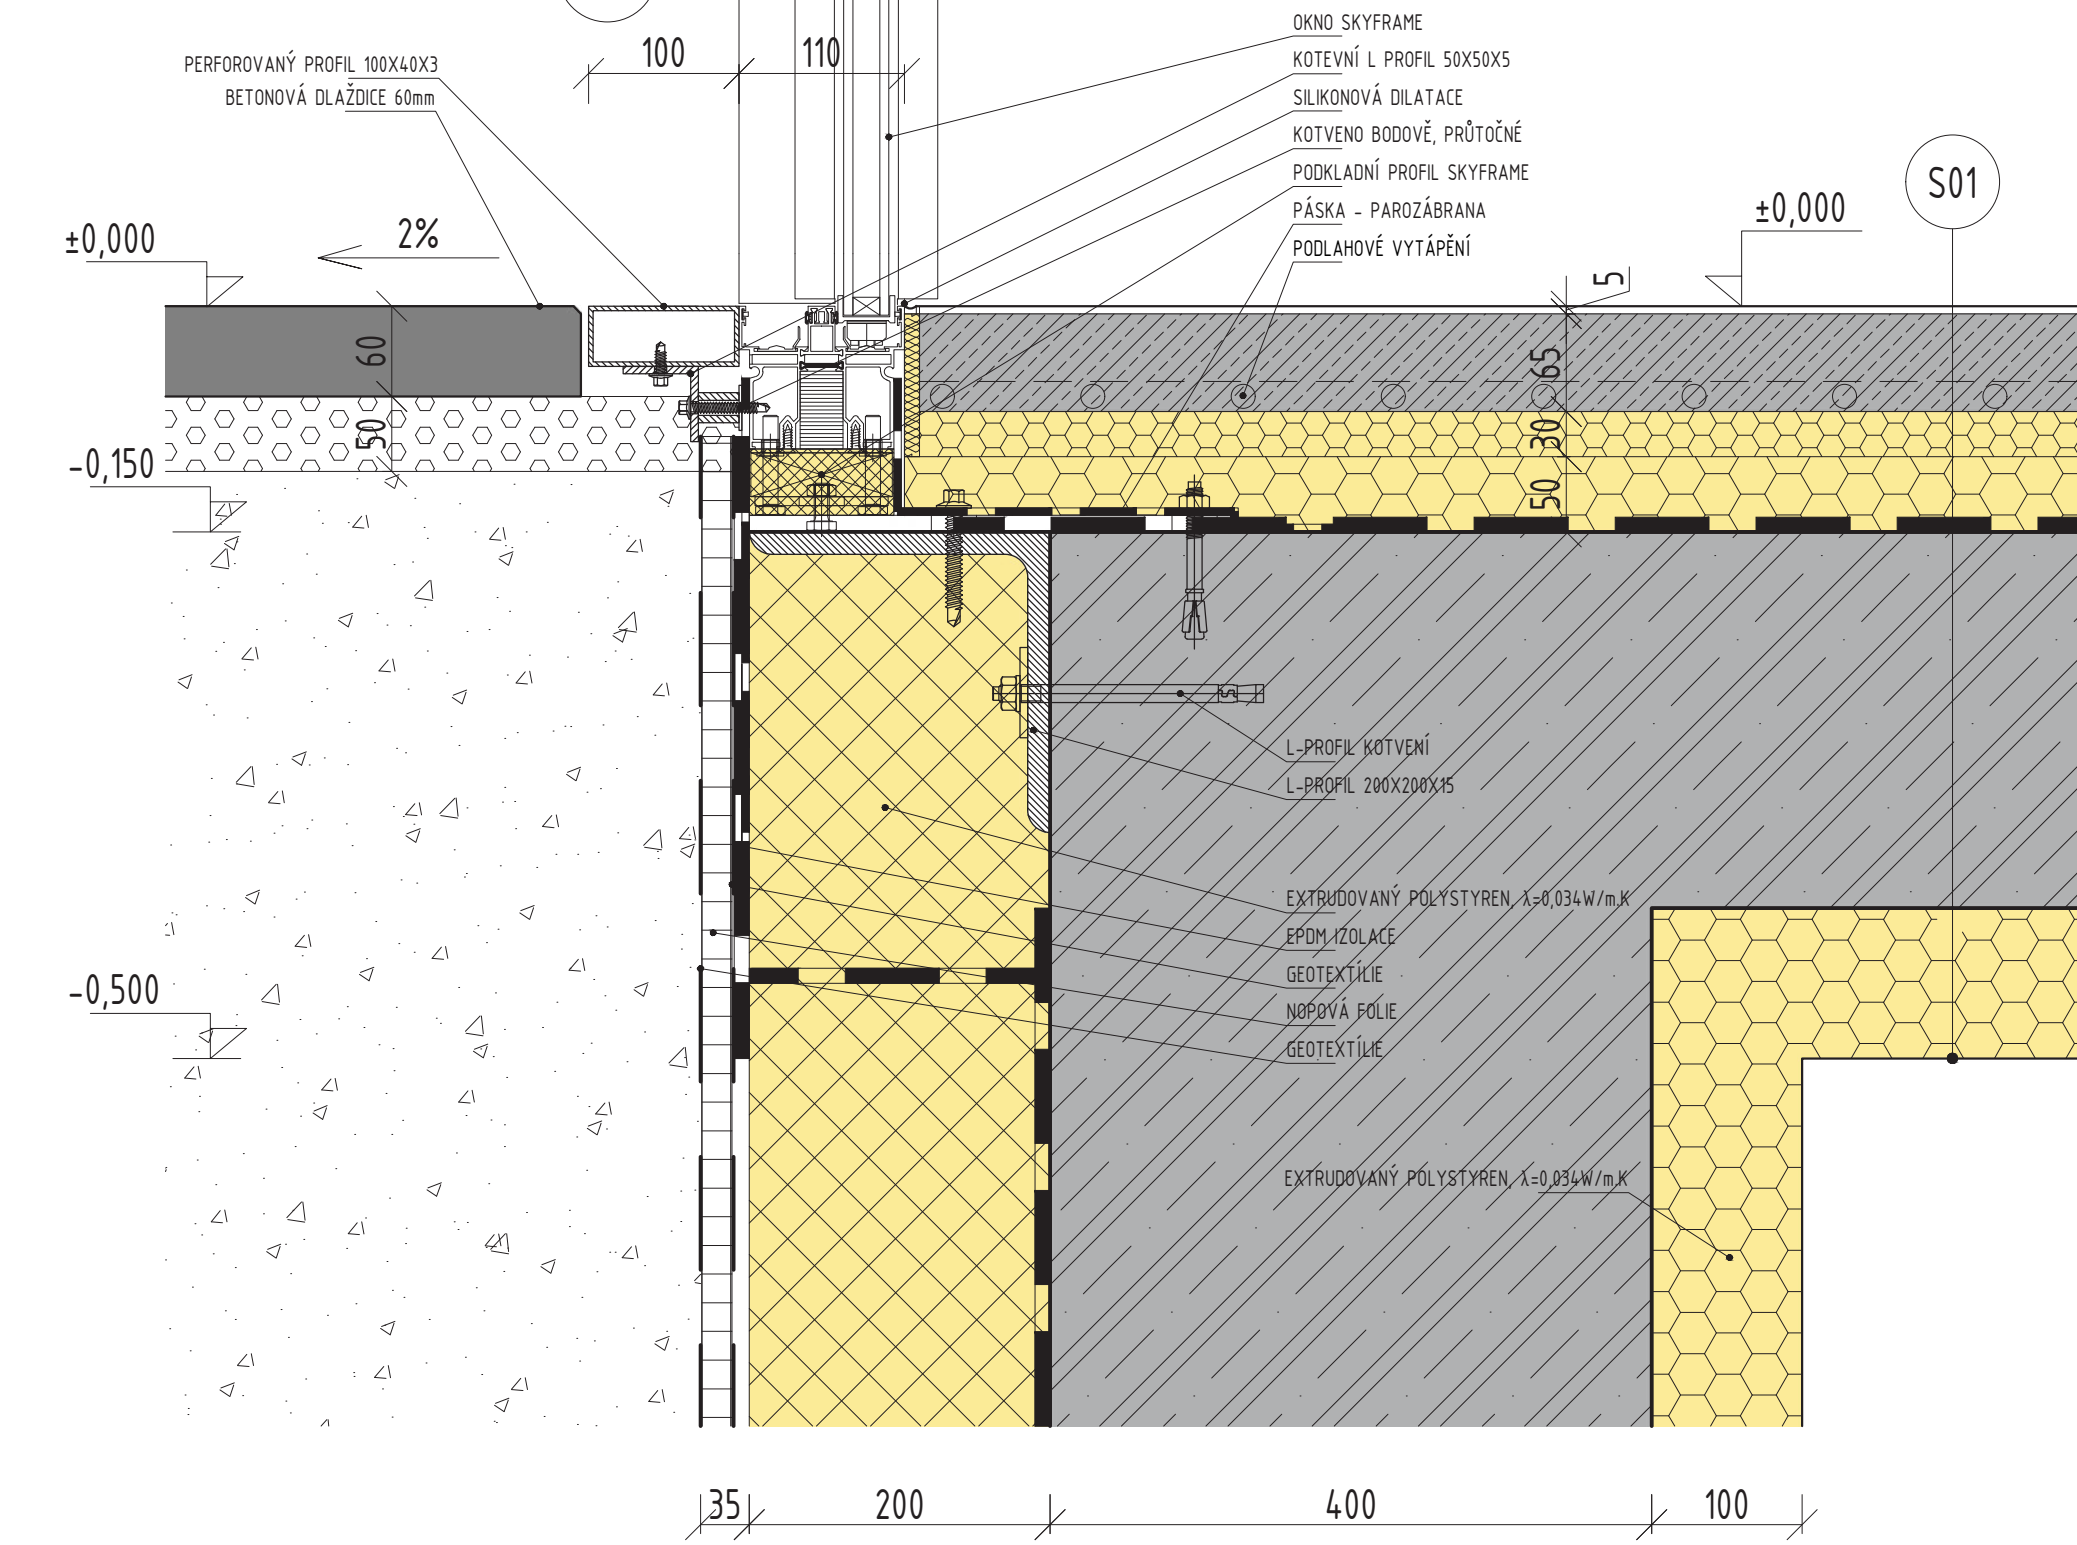 100
110
PERFOROVANÝ PROFIL 100X40X3
BETONOVÁ DLAŽDICE 60mm
OKNO SKYFRAME
KOTEVNÍ L PROFIL 50X50X5
SILIKONOVÁ DILATACE
KOTVENO BODOVĚ, PRŮTOČNÉ
PODKLADNÍ PROFIL SKYFRAME
PÁSKA - PAROZÁBRANA
PODLAHOVÉ VYTÁPĚNÍ
S01
±0,000
2%
±0,000
5
60
65
50
30
50
-0,150
L-PROFIL KOTVENÍ
L-PROFIL 200X200X15
EXTRUDOVANÝ POLYSTYREN, λ=0,034W/m.K
EPDM IZOLACE
GEOTEXTÍLIE
NOPOVÁ FOLIE
GEOTEXTÍLIE
-0,500
EXTRUDOVANÝ POLYSTYREN, λ=0,034W/m.K
35
200
400
100